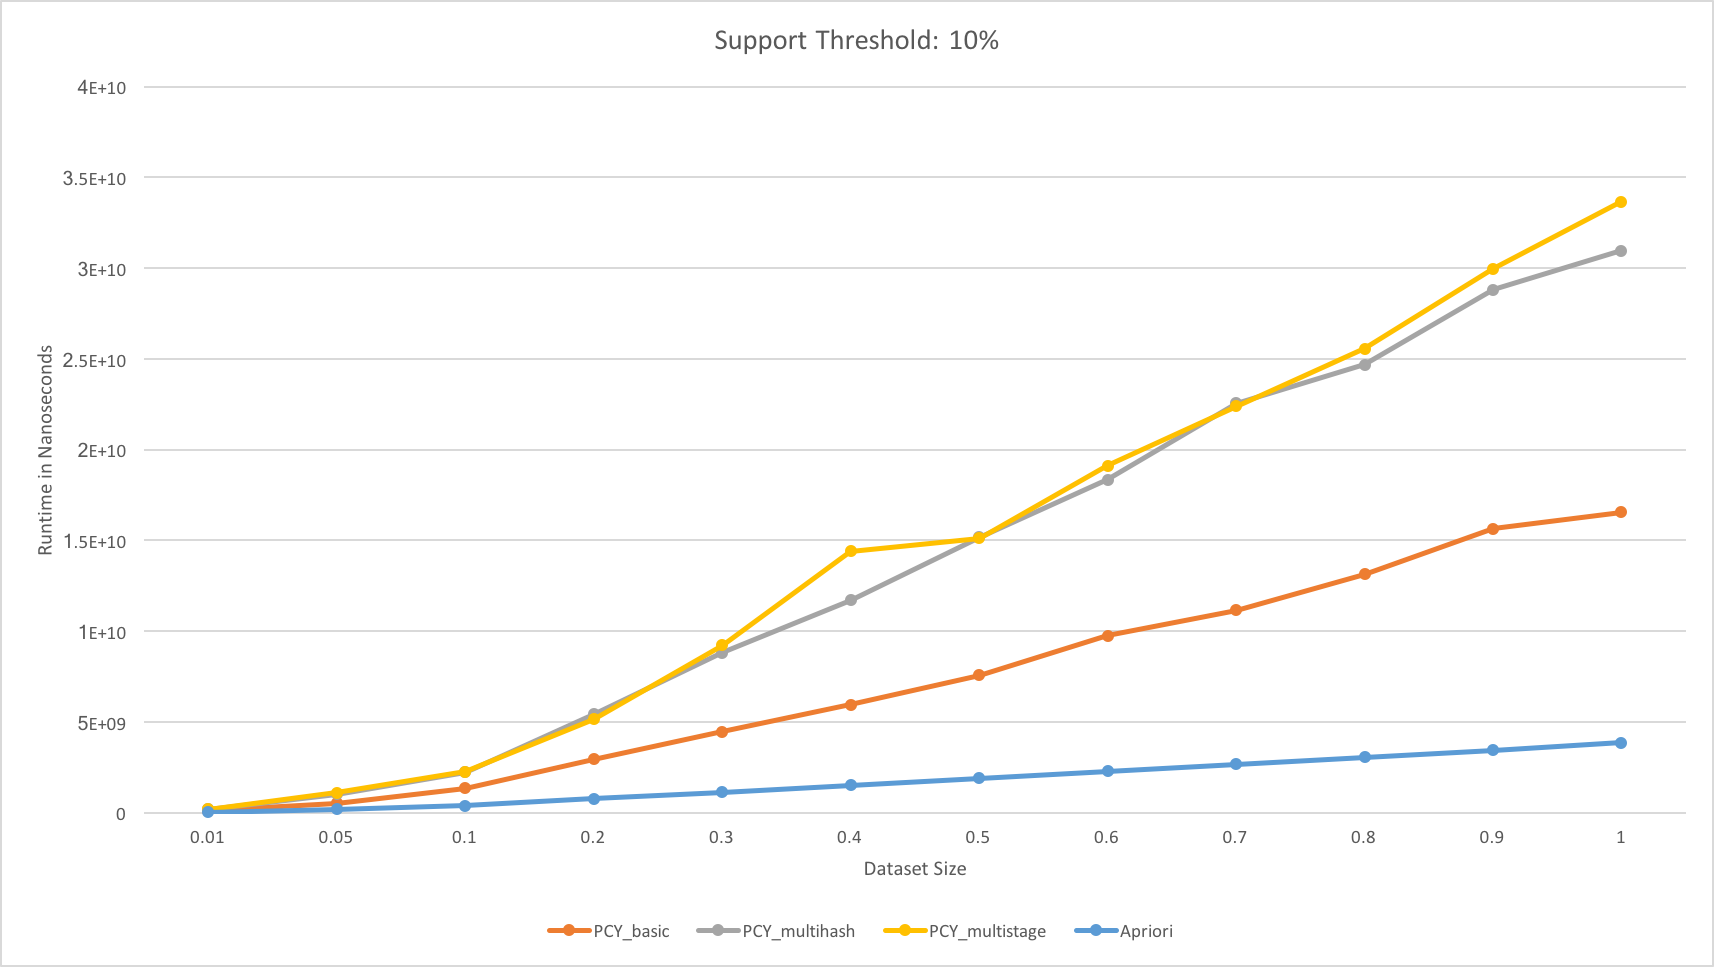 Support Threshold: 10%
4E+10
3.5E+10
3E+10
2.5E+10
2E+10
1.5E+10
1E+10
5E+09
0
Runtime in Nanoseconds
0.01 0.05 0.1 0.2 0.3 0.4 0.5 0.6 0.7 0.8 0.9 1
Dataset Size
PCY_basic PCY_multihash PCY_multistage Apriori